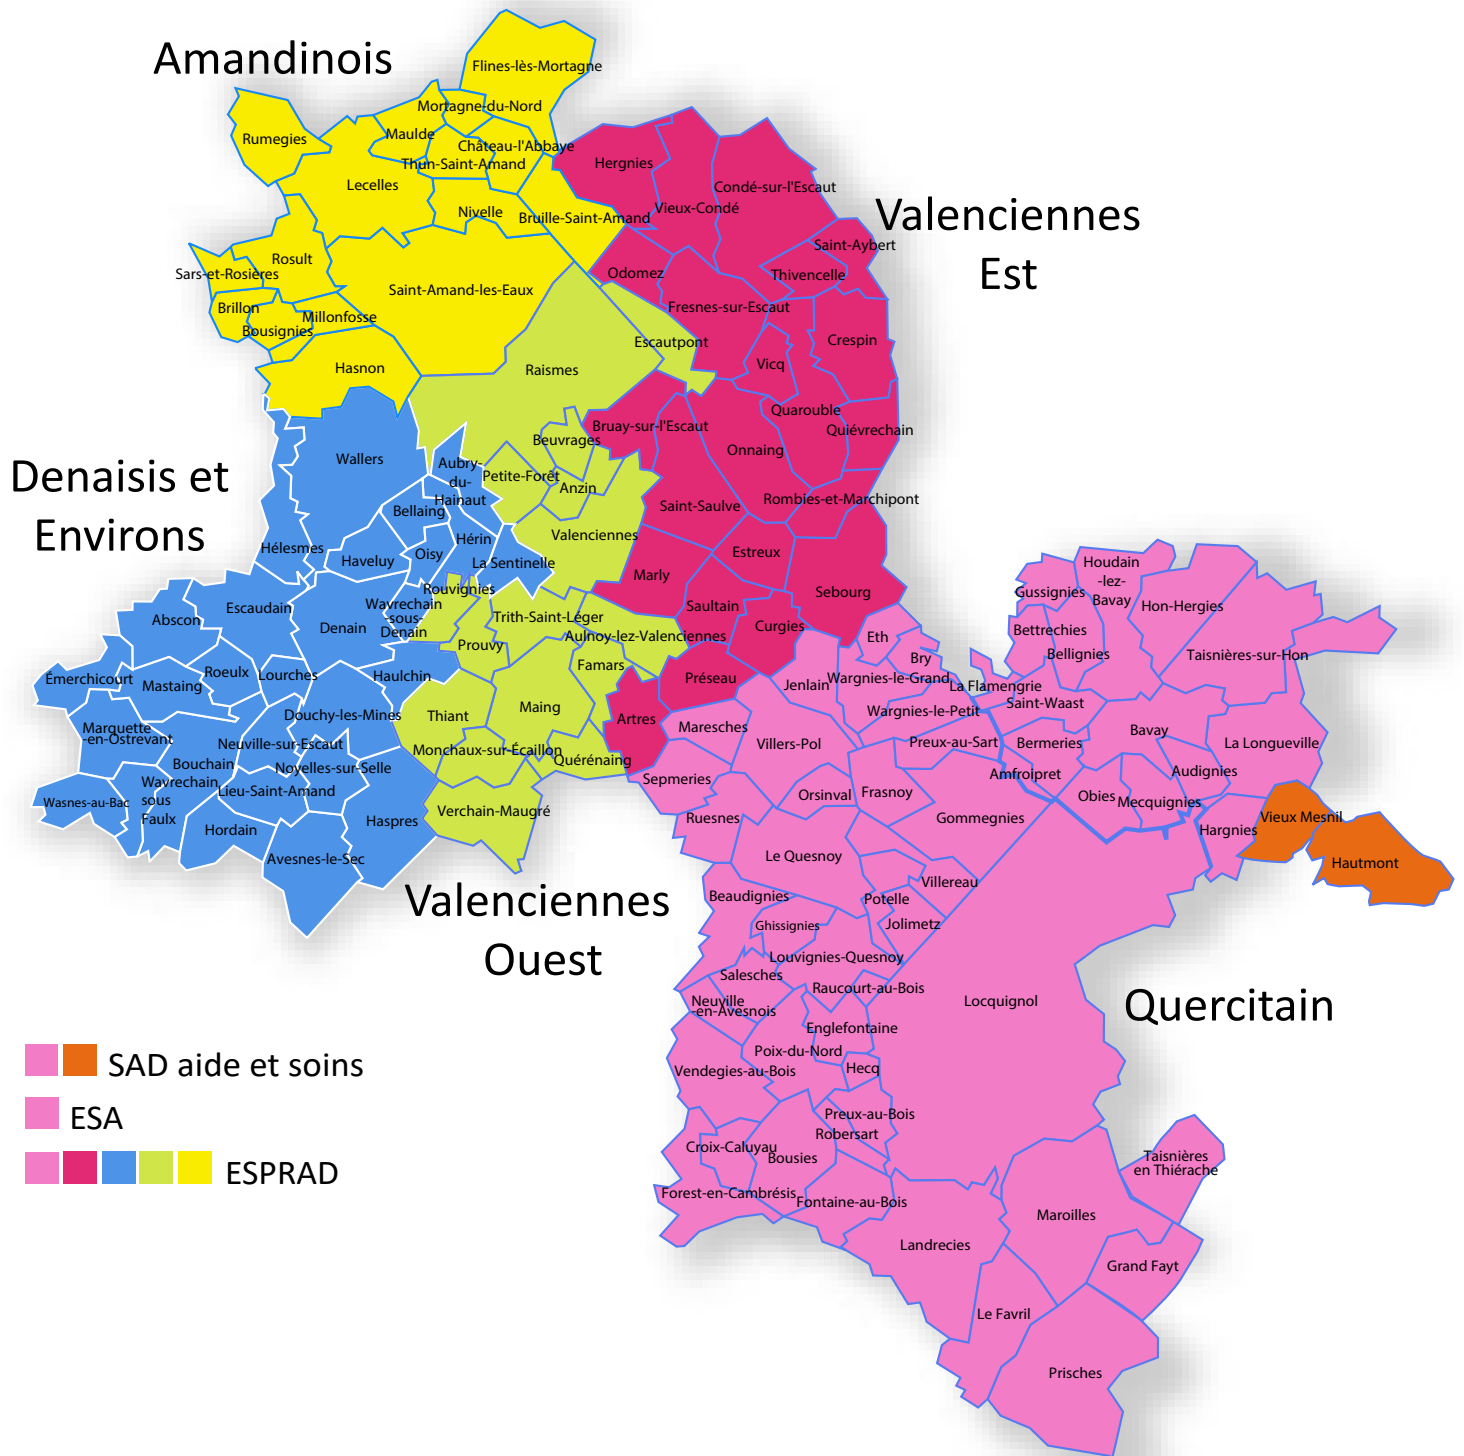 Amandinois
Flines-lès-Mortagne
Mortagne-du-Nord
Rumegies
Maulde
Château-l'Abbaye
Thun-Saint-Amand
Lecelles
Nivelle
Bruille-Saint-Amand
Rosult
Sars-et-Rosières
Saint-Amand-les-Eaux
Brillon
Millonfosse
Bousignies
Hasnon
Valenciennes
Est
Hergnies
Condé-sur-l'Escaut
Vieux-Condé
Saint-Aybert
Odomez
Thivencelle
Fresnes-sur-Escaut
Crespin
Vicq
Quarouble
Quiévrechain
Bruay-sur-l'Escaut
Onnaing
Rombies-et-Marchipont
Saint-Saulve
Estreux
Marly
Sebourg
Saultain
Curgies
Préseau
Artres
Escautpont
Raismes
Beuvrages
Petite-Forêt
Anzin
Valenciennes
Rouvignies
Trith-Saint-Léger
Aulnoy-lez-Valenciennes
Prouvy
Famars
Maing
Thiant
Monchaux-sur-Écaillon
Quérénaing
Verchain-Maugré
Valenciennes
Ouest
Denaisis et
Environs
Wallers
Aubry-
du-
Hainaut
Bellaing
Hérin
Hélesmes
Haveluy
Oisy
La Sentinelle
Escaudain
Wavrechain
-sous-
Denain
Abscon
Denain
Émerchicourt
Mastaing
Roeulx
Lourches
Haulchin
Douchy-les-Mines
Marquette
-en-Ostrevant
Neuville-sur-Escaut
Bouchain
Noyelles-sur-Selle
Wavrechain
sous
Faulx
Lieu-Saint-Amand
Wasnes-au-Bac
Hordain
Haspres
Avesnes-le-Sec
Houdain
-lez-
Bavay
Gussignies
Hon-Hergies
Bettrechies
Bellignies
Taisnières-sur-Hon
Eth
Bry
Wargnies-le-Grand
La Flamengrie
Jenlain
Saint-Waast
Wargnies-le-Petit
Maresches
Villers-Pol
Preux-au-Sart
Bermeries
Bavay
La Longueville
Sepmeries
Amfroipret
Audignies
Orsinval
Frasnoy
Obies
Mecquignies
Ruesnes
Gommegnies
Hargnies
Vieux Mesnil
Hautmont
Le Quesnoy
Villereau
Beaudignies
Potelle
Ghissignies
Jolimetz
Louvignies-Quesnoy
Salesches
Raucourt-au-Bois
Neuville
-en-Avesnois
Locquignol
Quercitain
Englefontaine
Poix-du-Nord
Vendegies-au-Bois
Hecq
Preux-au-Bois
Robersart
Croix-Caluyau
Bousies
Taisnières
en Thiérache
Forest-en-Cambrésis
Fontaine-au-Bois
Maroilles
Landrecies
Grand Fayt
Le Favril
Prisches
SAD aide et soins
ESA
ESPRAD